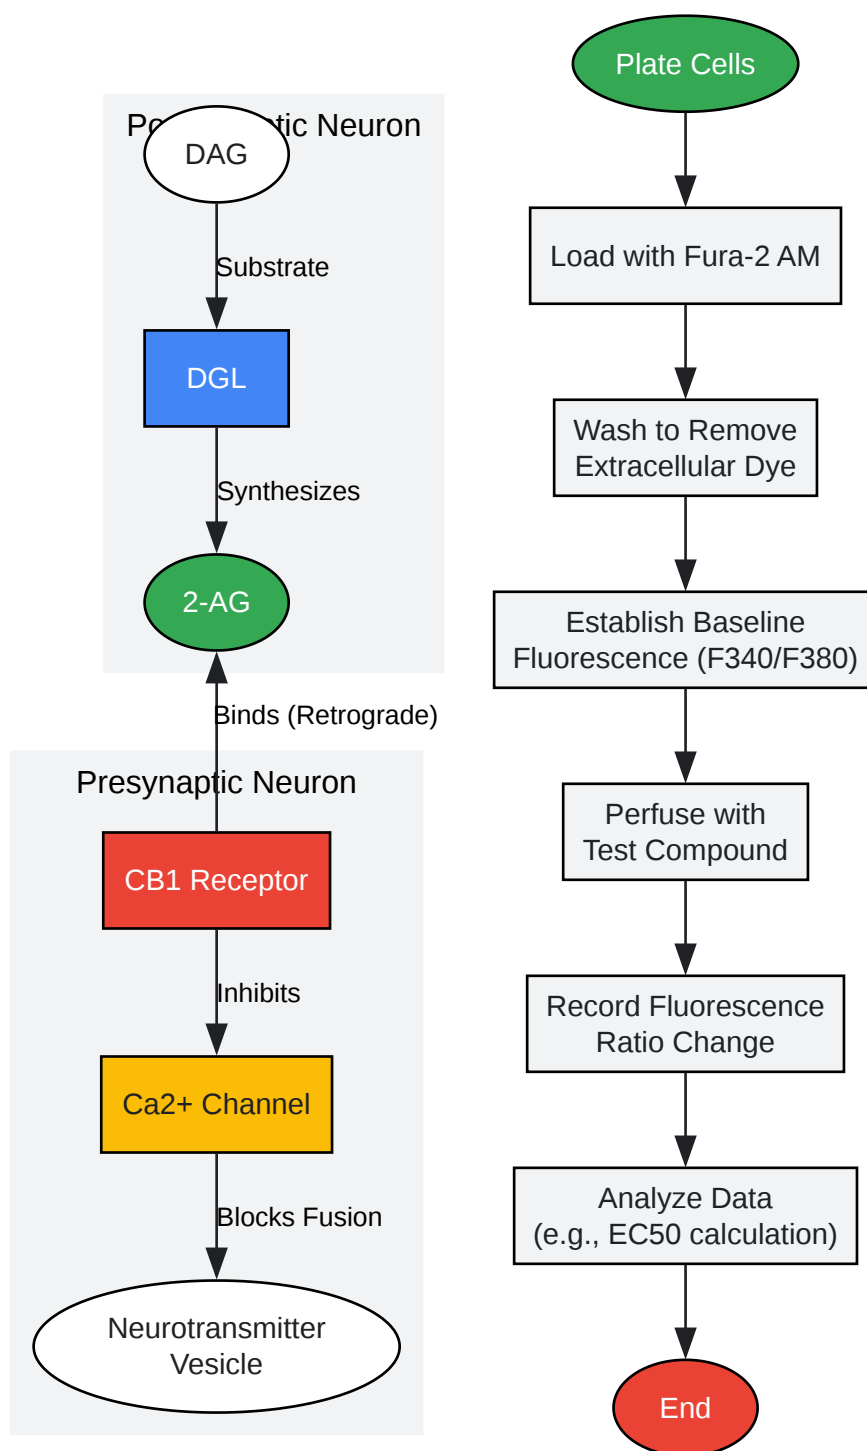 DAG
Substrate
DGL
Synthesizes
2-AG
Binds (Retrograde)
Presynaptic Neuron
CB1 Receptor
Inhibits
Ca2+ Channel
Blocks Fusion
Neurotransmitter
Vesicle
Plate Cells
Load with Fura-2 AM
Wash to Remove
Extracellular Dye
Establish Baseline
Fluorescence (F340/F380)
Perfuse with
Test Compound
Record Fluorescence
Ratio Change
Analyze Data
(e.g., EC50 calculation)
End